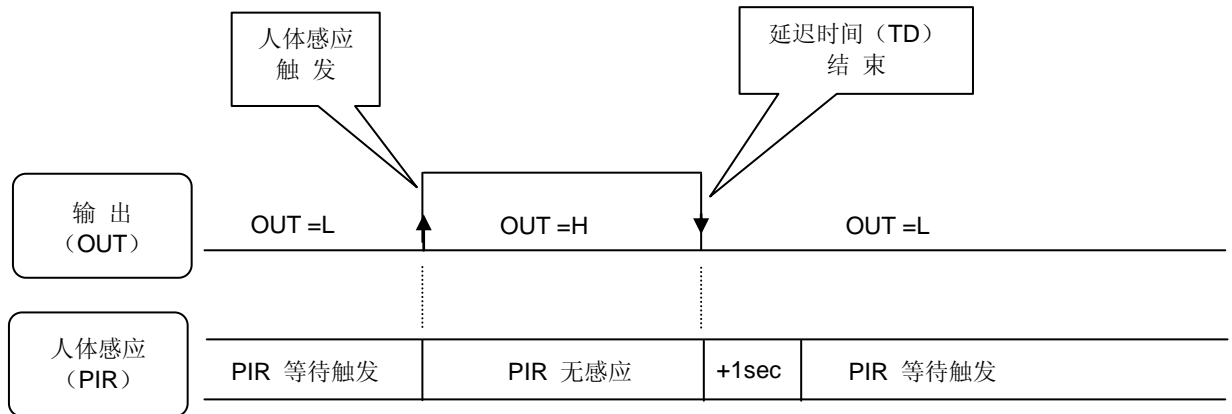 人体感应
触 发
延迟时间（TD）
结 束
输 出
（OUT）
OUT =L
OUT =H
OUT =L
人体感应
（PIR）
PIR 等待触发
PIR 无感应
+1sec
PIR 等待触发